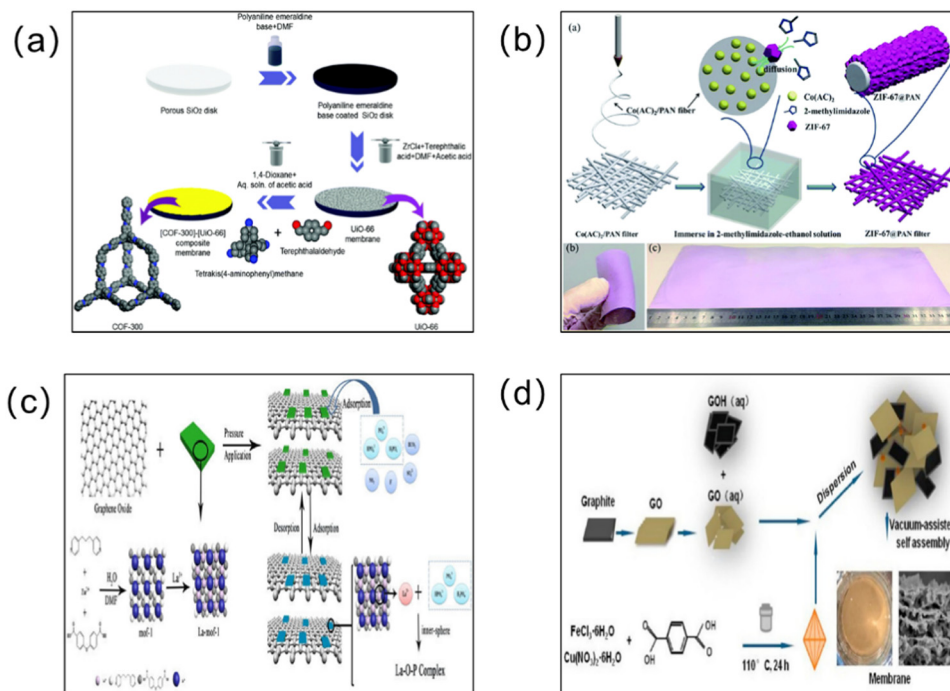 (a)
Polyaniline emeraldine
base+DMF
Porous SiO₂ disk
Polyaniline emeraldine
base coated SiO₂ disk
ZrCl₄+Terephthalic
acid+DMF+Acetic acid
1,4-Dioxane+
Aq. soln. of acetic acid
[COF-300]-[UiO-66]
composite
membrane
+
UiO-66
membrane
Terephthalaldehyde
Tetrakis(4-aminophenyl)methane
COF-300
UiO-66
(b)
(a)
diffusion
Co(AC)₂/PAN fiber
Co(AC)₂
2-methylimidazole
ZIF-67
ZIF-67@PAN
Co(AC)₂/PAN filter
Immerse in 2-methylimidazole-ethanol solution
ZIF-67@PAN filter
(b)
(c)
(c)
Graphene Oxide
+
Pressure
Application
Adsorption
Desorption
Adsorption
+
+
H₂O
DMF
La³⁺
mof-1
La-mof-1
+
inner-sphere
La-O-P Complex
(d)
GOH (aq)
+
Graphite
GO
GO (aq)
Dispersion
Vacuum-assiste
self assembly
FeCl₃·6H₂O
Cu(NO₃)₂·6H₂O
+
O
OH
O
OH
110° C, 24 h
Membrane